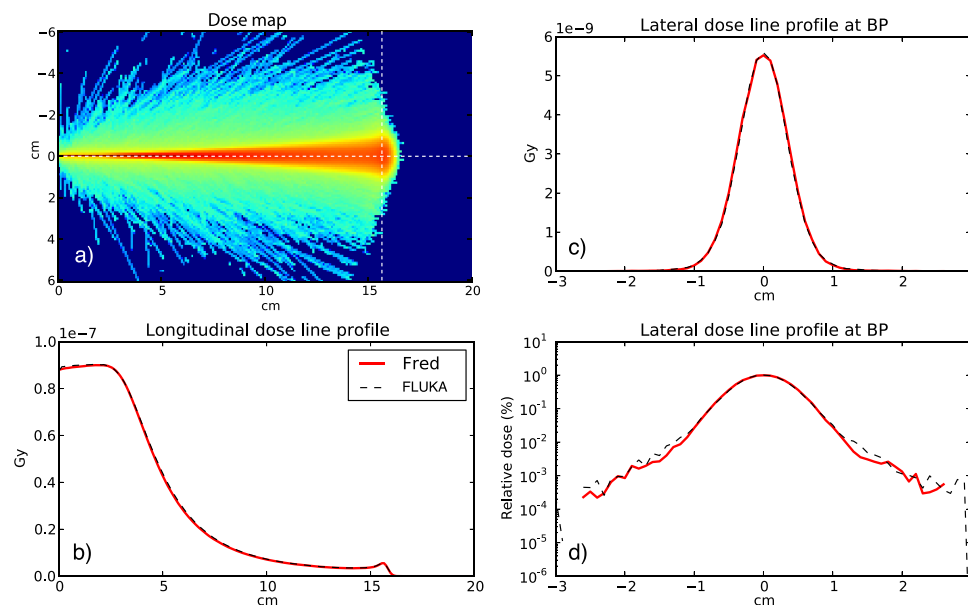 Dose map
−6
−4
−2
0
2
4
6
cm
a)
0
5
10
15
20
cm
Lateral dose line profile at BP
1e−9
6
5
4
3
2
1
0
Gy
c)
−3
−2
−1
0
1
2
cm
Longitudinal dose line profile
1e−7
1.0
0.8
0.6
0.4
0.2
0.0
Gy
Fred
FLUKA
b)
0
5
10
15
20
cm
Lateral dose line profile at BP
10^1
10^0
10^-1
10^-2
10^-3
10^-4
10^-5
10^-6
Relative dose (%)
d)
−3
−2
−1
0
1
2
cm